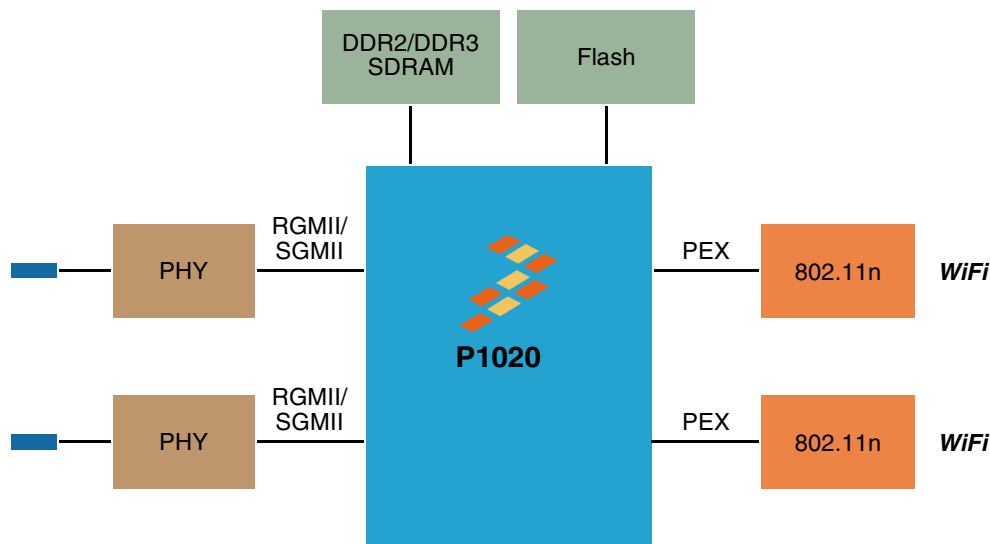 DDR2/DDR3
SDRAM
Flash
RGMII/
SGMII
PHY
PEX
802.11n
WiFi
P1020
RGMII/
SGMII
PHY
PEX
802.11n
WiFi